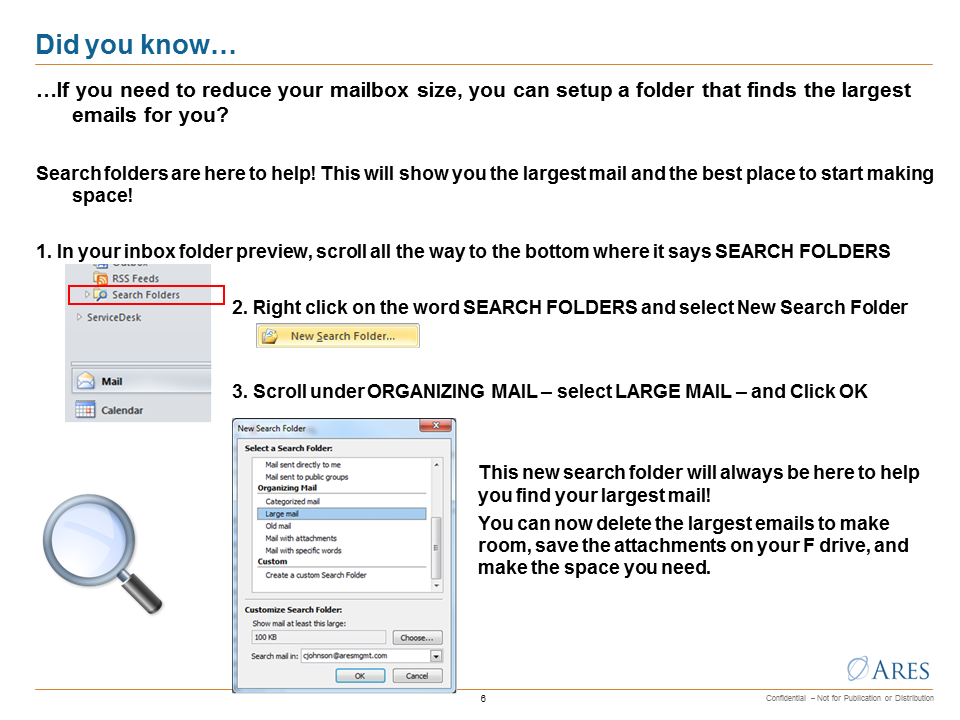 Did you know…
…If you need to reduce your mailbox size, you can setup a folder that finds the largest
emails for you?
Search folders are here to help! This will show you the largest mail and the best place to start making
space!
1. In your inbox folder preview, scroll all the way to the bottom where it says SEARCH FOLDERS
Outbox
RSS Feeds
Search Folders
ServiceDesk
Mail
Calendar
2. Right click on the word SEARCH FOLDERS and select New Search Folder
New Search Folder...
3. Scroll under ORGANIZING MAIL – select LARGE MAIL – and Click OK
New Search Folder
Select a Search Folder:
Mail sent directly to me
Mail sent to public groups
Organizing Mail
Categorized mail
Large mail
Old mail
Mail with attachments
Mail with specific words
Custom
Create a custom Search Folder
Customize Search Folder:
Show mail at least this large:
100 KB
Choose...
Search mail in: cjohnson@aresmgmt.com
OK Cancel
This new search folder will always be here to help
you find your largest mail!
You can now delete the largest emails to make
room, save the attachments on your F drive, and
make the space you need.
ARES
6
Confidential – Not for Publication or Distribution